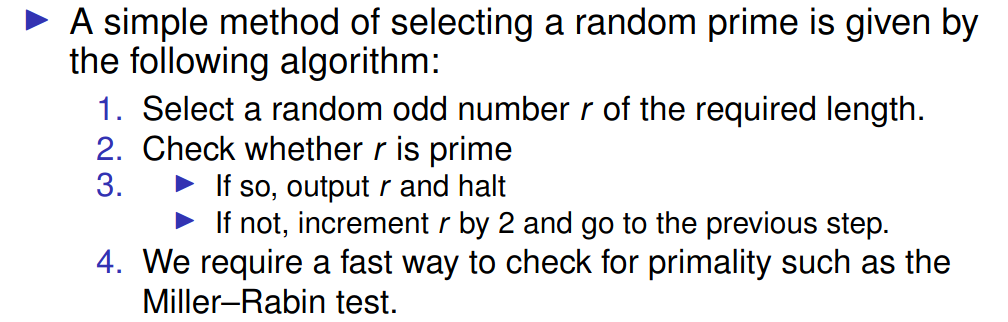 ▶ A simple method of selecting a random prime is given by
the following algorithm:
1. Select a random odd number r of the required length.
2. Check whether r is prime
3. ▶ If so, output r and halt
▶ If not, increment r by 2 and go to the previous step.
4. We require a fast way to check for primality such as the
Miller–Rabin test.